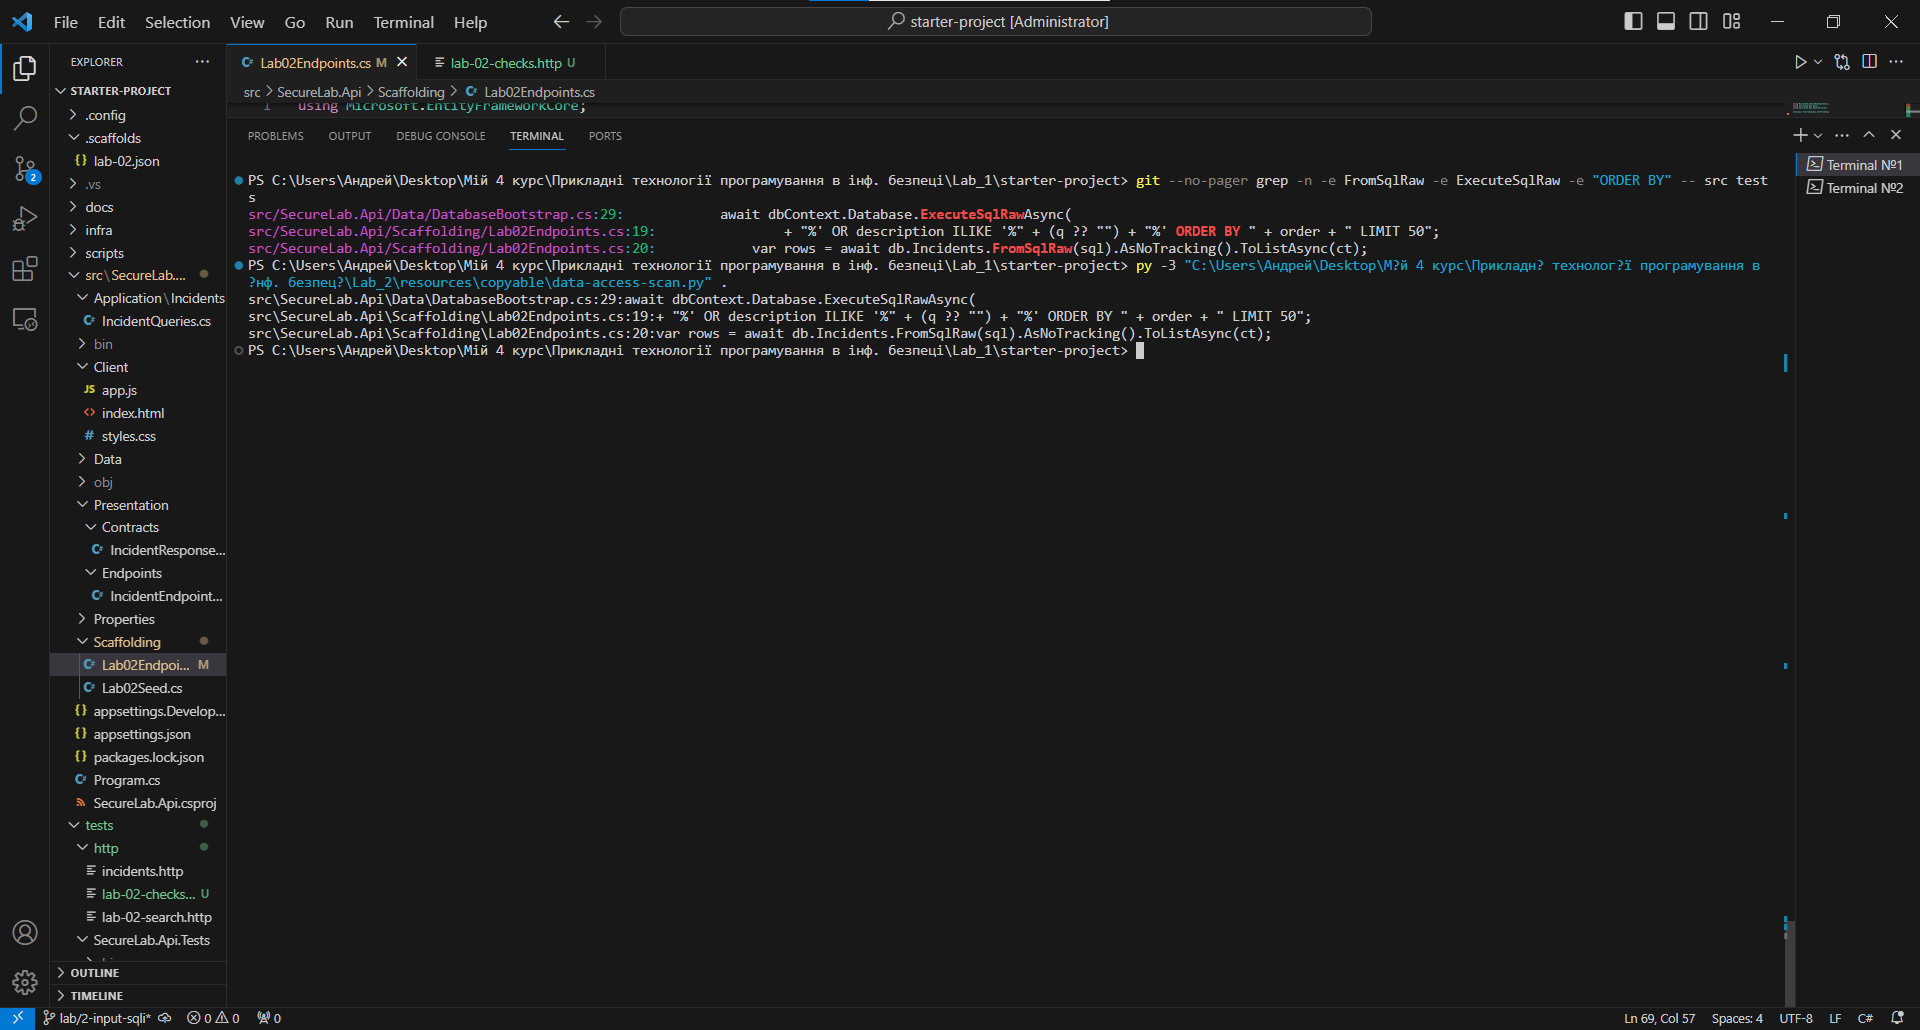 File Edit Selection View Go Run Terminal Help
starter-project [Administrator]
EXPLORER
Lab02Endpoints.cs M
lab-02-checks.http U
STARTER-PROJECT
src > SecureLab.Api > Scaffolding > Lab02Endpoints.cs
1 using Microsoft.EntityFrameworkCore;
PROBLEMS OUTPUT DEBUG CONSOLE TERMINAL PORTS
.config
.scaffolds
{} lab-02.json
.vs
docs
infra
scripts
src\SecureLab....
Application\Incidents
IncidentQueries.cs
bin
Client
JS app.js
<> index.html
# styles.css
Data
obj
Presentation
Contracts
IncidentResponse...
Endpoints
IncidentEndpoint...
Properties
Scaffolding
Lab02Endpoi... M
Lab02Seed.cs
{} appsettings.Develop...
{} appsettings.json
{} packages.lock.json
Program.cs
SecureLab.Api.csproj
tests
http
incidents.http
lab-02-checks... U
lab-02-search.http
SecureLab.Api.Tests
OUTLINE
TIMELINE
PS C:\Users\Андрей\Desktop\Мій 4 курс\Прикладні технології програмування в інф. безпеці\Lab_1\starter-project> git --no-pager grep -n -e FromSqlRaw -e ExecuteSqlRaw -e "ORDER BY" -- src test
s
src/SecureLab.Api/Data/DatabaseBootstrap.cs:29:            await dbContext.Database.ExecuteSqlRawAsync(
src/SecureLab.Api/Scaffolding/Lab02Endpoints.cs:19:                + "%' OR description ILIKE '%" + (q ?? "") + "%' ORDER BY " + order + " LIMIT 50";
src/SecureLab.Api/Scaffolding/Lab02Endpoints.cs:20:            var rows = await db.Incidents.FromSqlRaw(sql).AsNoTracking().ToListAsync(ct);
PS C:\Users\Андрей\Desktop\Мій 4 курс\Прикладні технології програмування в інф. безпеці\Lab_1\starter-project> py -3 "C:\Users\Андрей\Desktop\М?й 4 курс\Прикладн? технолог?ї програмування в
?нф. безпец?\Lab_2\resources\copyable\data-access-scan.py" .
src\SecureLab.Api\Data\DatabaseBootstrap.cs:29:await dbContext.Database.ExecuteSqlRawAsync(
src\SecureLab.Api\Scaffolding\Lab02Endpoints.cs:19:+ "%' OR description ILIKE '%" + (q ?? "") + "%' ORDER BY " + order + " LIMIT 50";
src\SecureLab.Api\Scaffolding\Lab02Endpoints.cs:20:var rows = await db.Incidents.FromSqlRaw(sql).AsNoTracking().ToListAsync(ct);
PS C:\Users\Андрей\Desktop\Мій 4 курс\Прикладні технології програмування в інф. безпеці\Lab_1\starter-project>
Terminal №1
Terminal №2
2
lab/2-input-sqli* 0 0 0
Ln 69, Col 57 Spaces: 4 UTF-8 LF C#